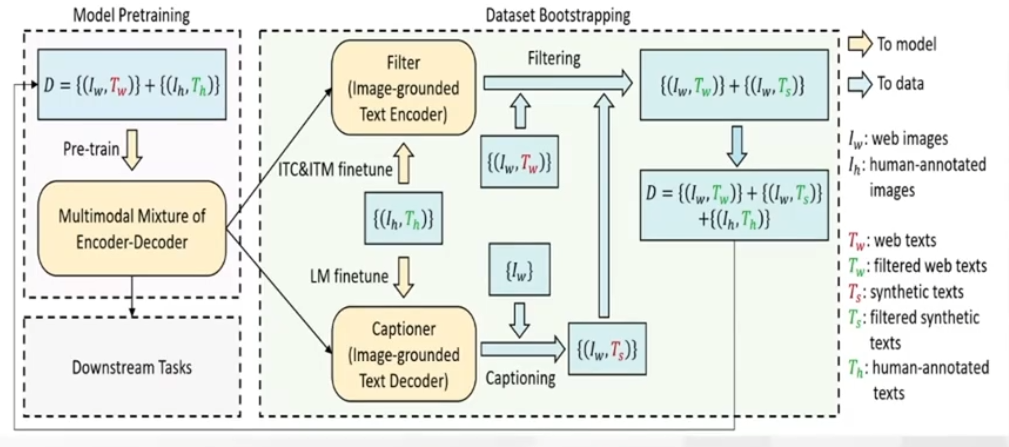 Model Pretraining
D = {(I_w, T_w)} + {(I_h, T_h)}
Pre-train
Multimodal Mixture of
Encoder-Decoder
Downstream Tasks
Dataset Bootstrapping
Filter
(Image-grounded
Text Encoder)
ITC&ITM finetune
{(I_h, T_h)}
LM finetune
Captioner
(Image-grounded
Text Decoder)
Filtering
{(I_w, T_w)}
{I_w}
Captioning
{(I_w, T_s)}
{(I_w, T_w)} + {(I_w, T_s)}
D = {(I_w, T_w)} + {(I_w, T_s)}
+{(I_h, T_h)}
To model
To data
I_w: web images
I_h: human-annotated
images
T_w: web texts
T_w: filtered web texts
T_s: synthetic texts
T_s: filtered synthetic
texts
T_h: human-annotated
texts